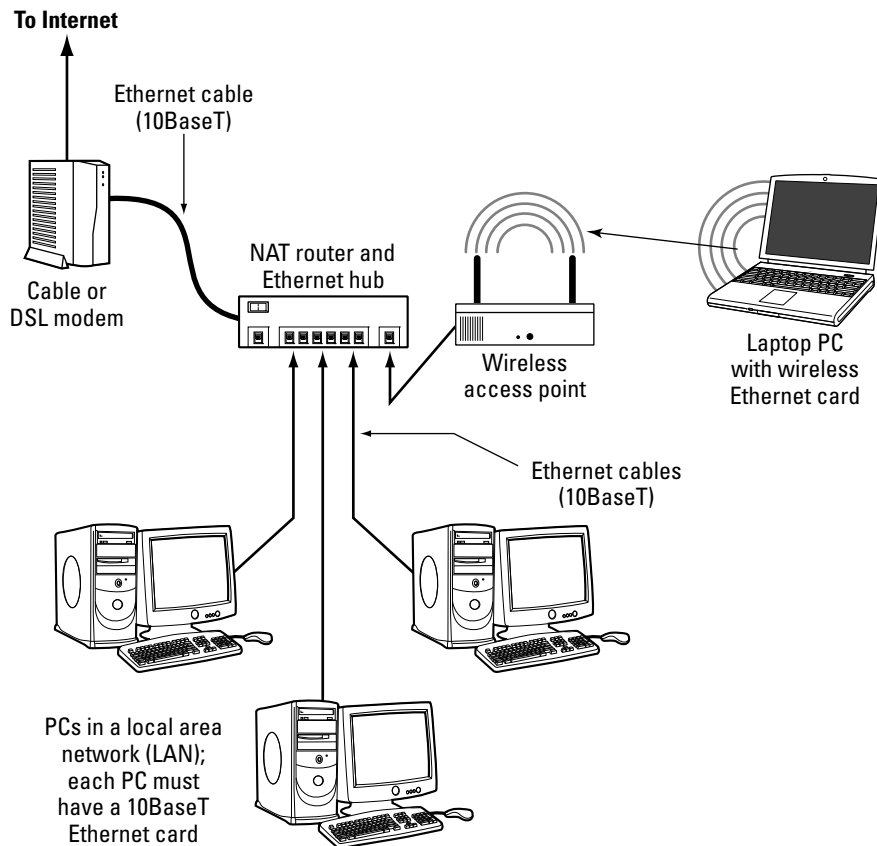 To Internet
Ethernet cable
(10BaseT)
NAT router and
Ethernet hub
Cable or
DSL modem
Wireless
access point
Laptop PC
with wireless
Ethernet card
Ethernet cables
(10BaseT)
PCs in a local area
network (LAN);
each PC must
have a 10BaseT
Ethernet card